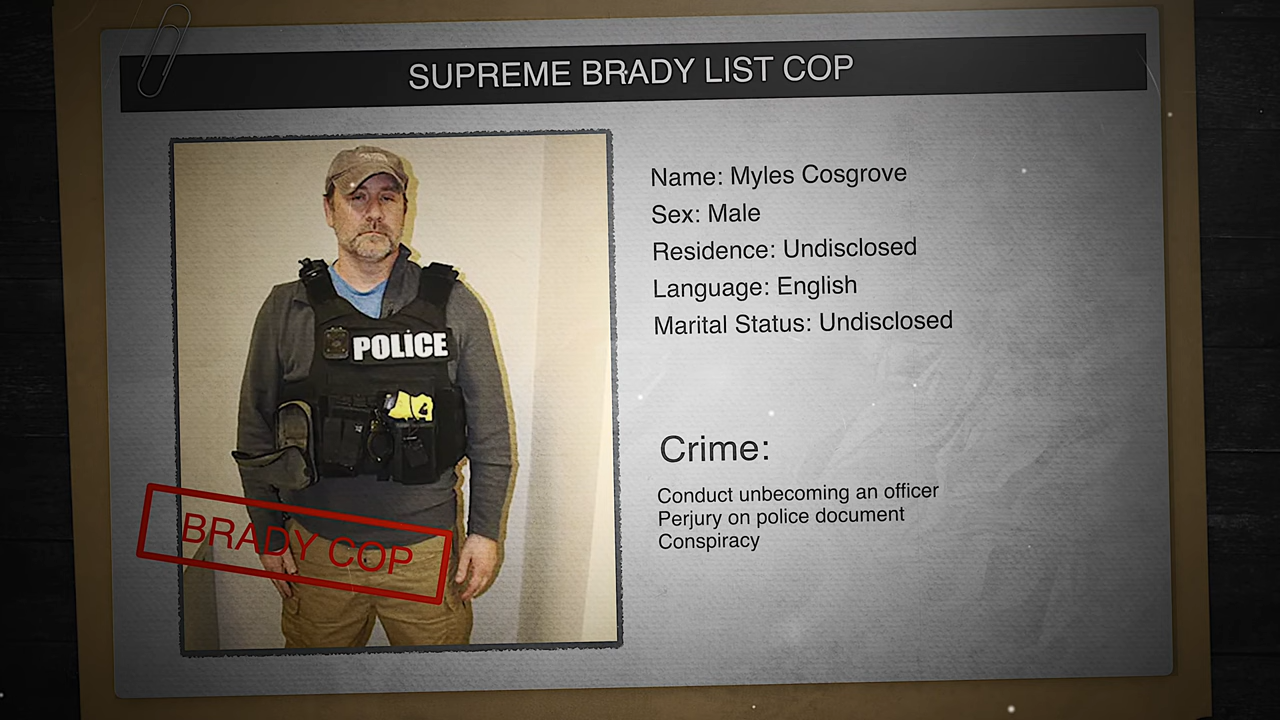 SUPREME BRADY LIST COP
Name: Myles Cosgrove
Sex: Male
Residence: Undisclosed
Language: English
Marital Status: Undisclosed
POLICE
Crime:
Conduct unbecoming an officer
Perjury on police document
Conspiracy
BRADY COP